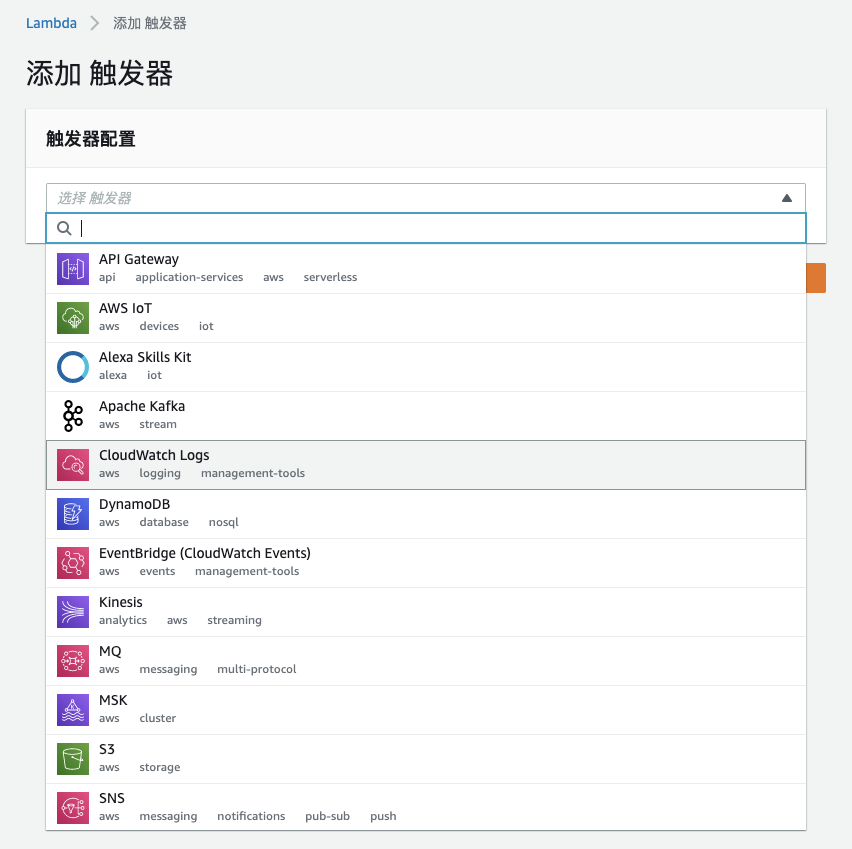 Lambda > 添加 触发器
添加 触发器
触发器配置
选择 触发器
API Gateway
api application-services aws serverless
AWS IoT
aws devices iot
Alexa Skills Kit
alexa iot
Apache Kafka
aws stream
CloudWatch Logs
aws logging management-tools
DynamoDB
aws database nosql
EventBridge (CloudWatch Events)
aws events management-tools
Kinesis
analytics aws streaming
MQ
aws messaging multi-protocol
MSK
aws cluster
S3
aws storage
SNS
aws messaging notifications pub-sub push